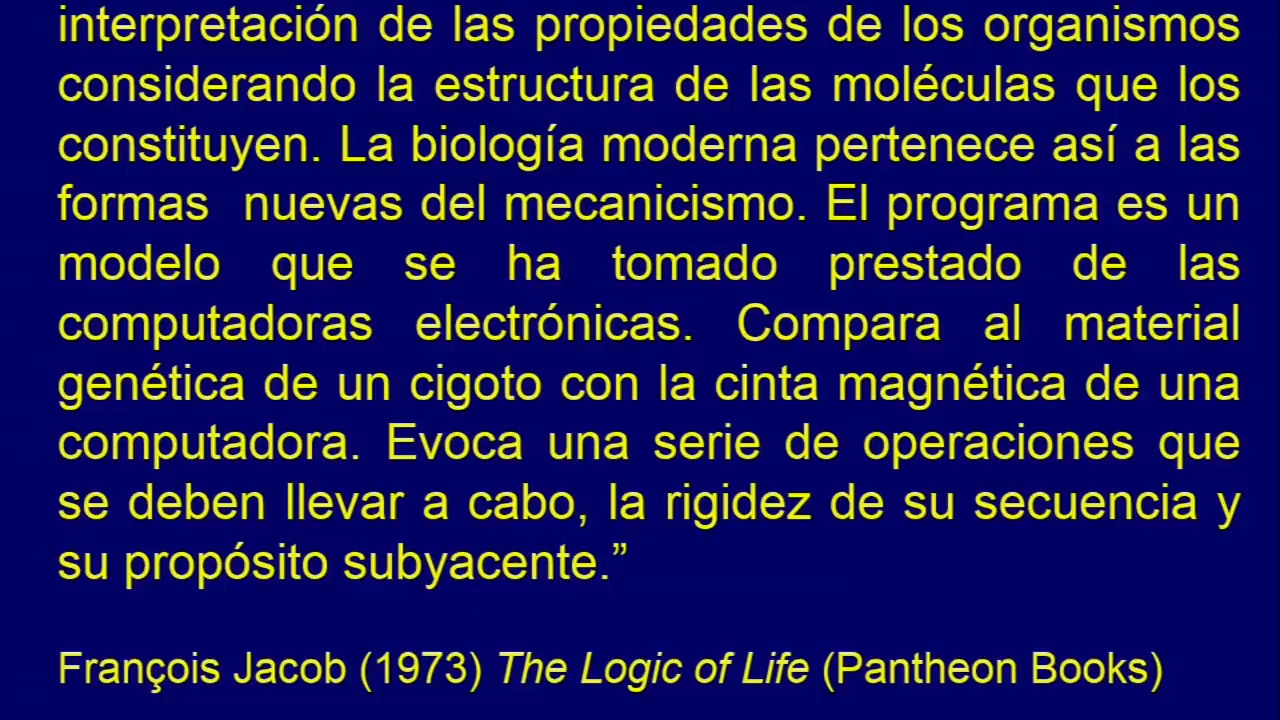 interpretación de las propiedades de los organismos
considerando la estructura de las moléculas que los
constituyen. La biología moderna pertenece así a las
formas nuevas del mecanicismo. El programa es un
modelo que se ha tomado prestado de las
computadoras electrónicas. Compara al material
genética de un cigoto con la cinta magnética de una
computadora. Evoca una serie de operaciones que
se deben llevar a cabo, la rigidez de su secuencia y
su propósito subyacente.”
François Jacob (1973) The Logic of Life (Pantheon Books)